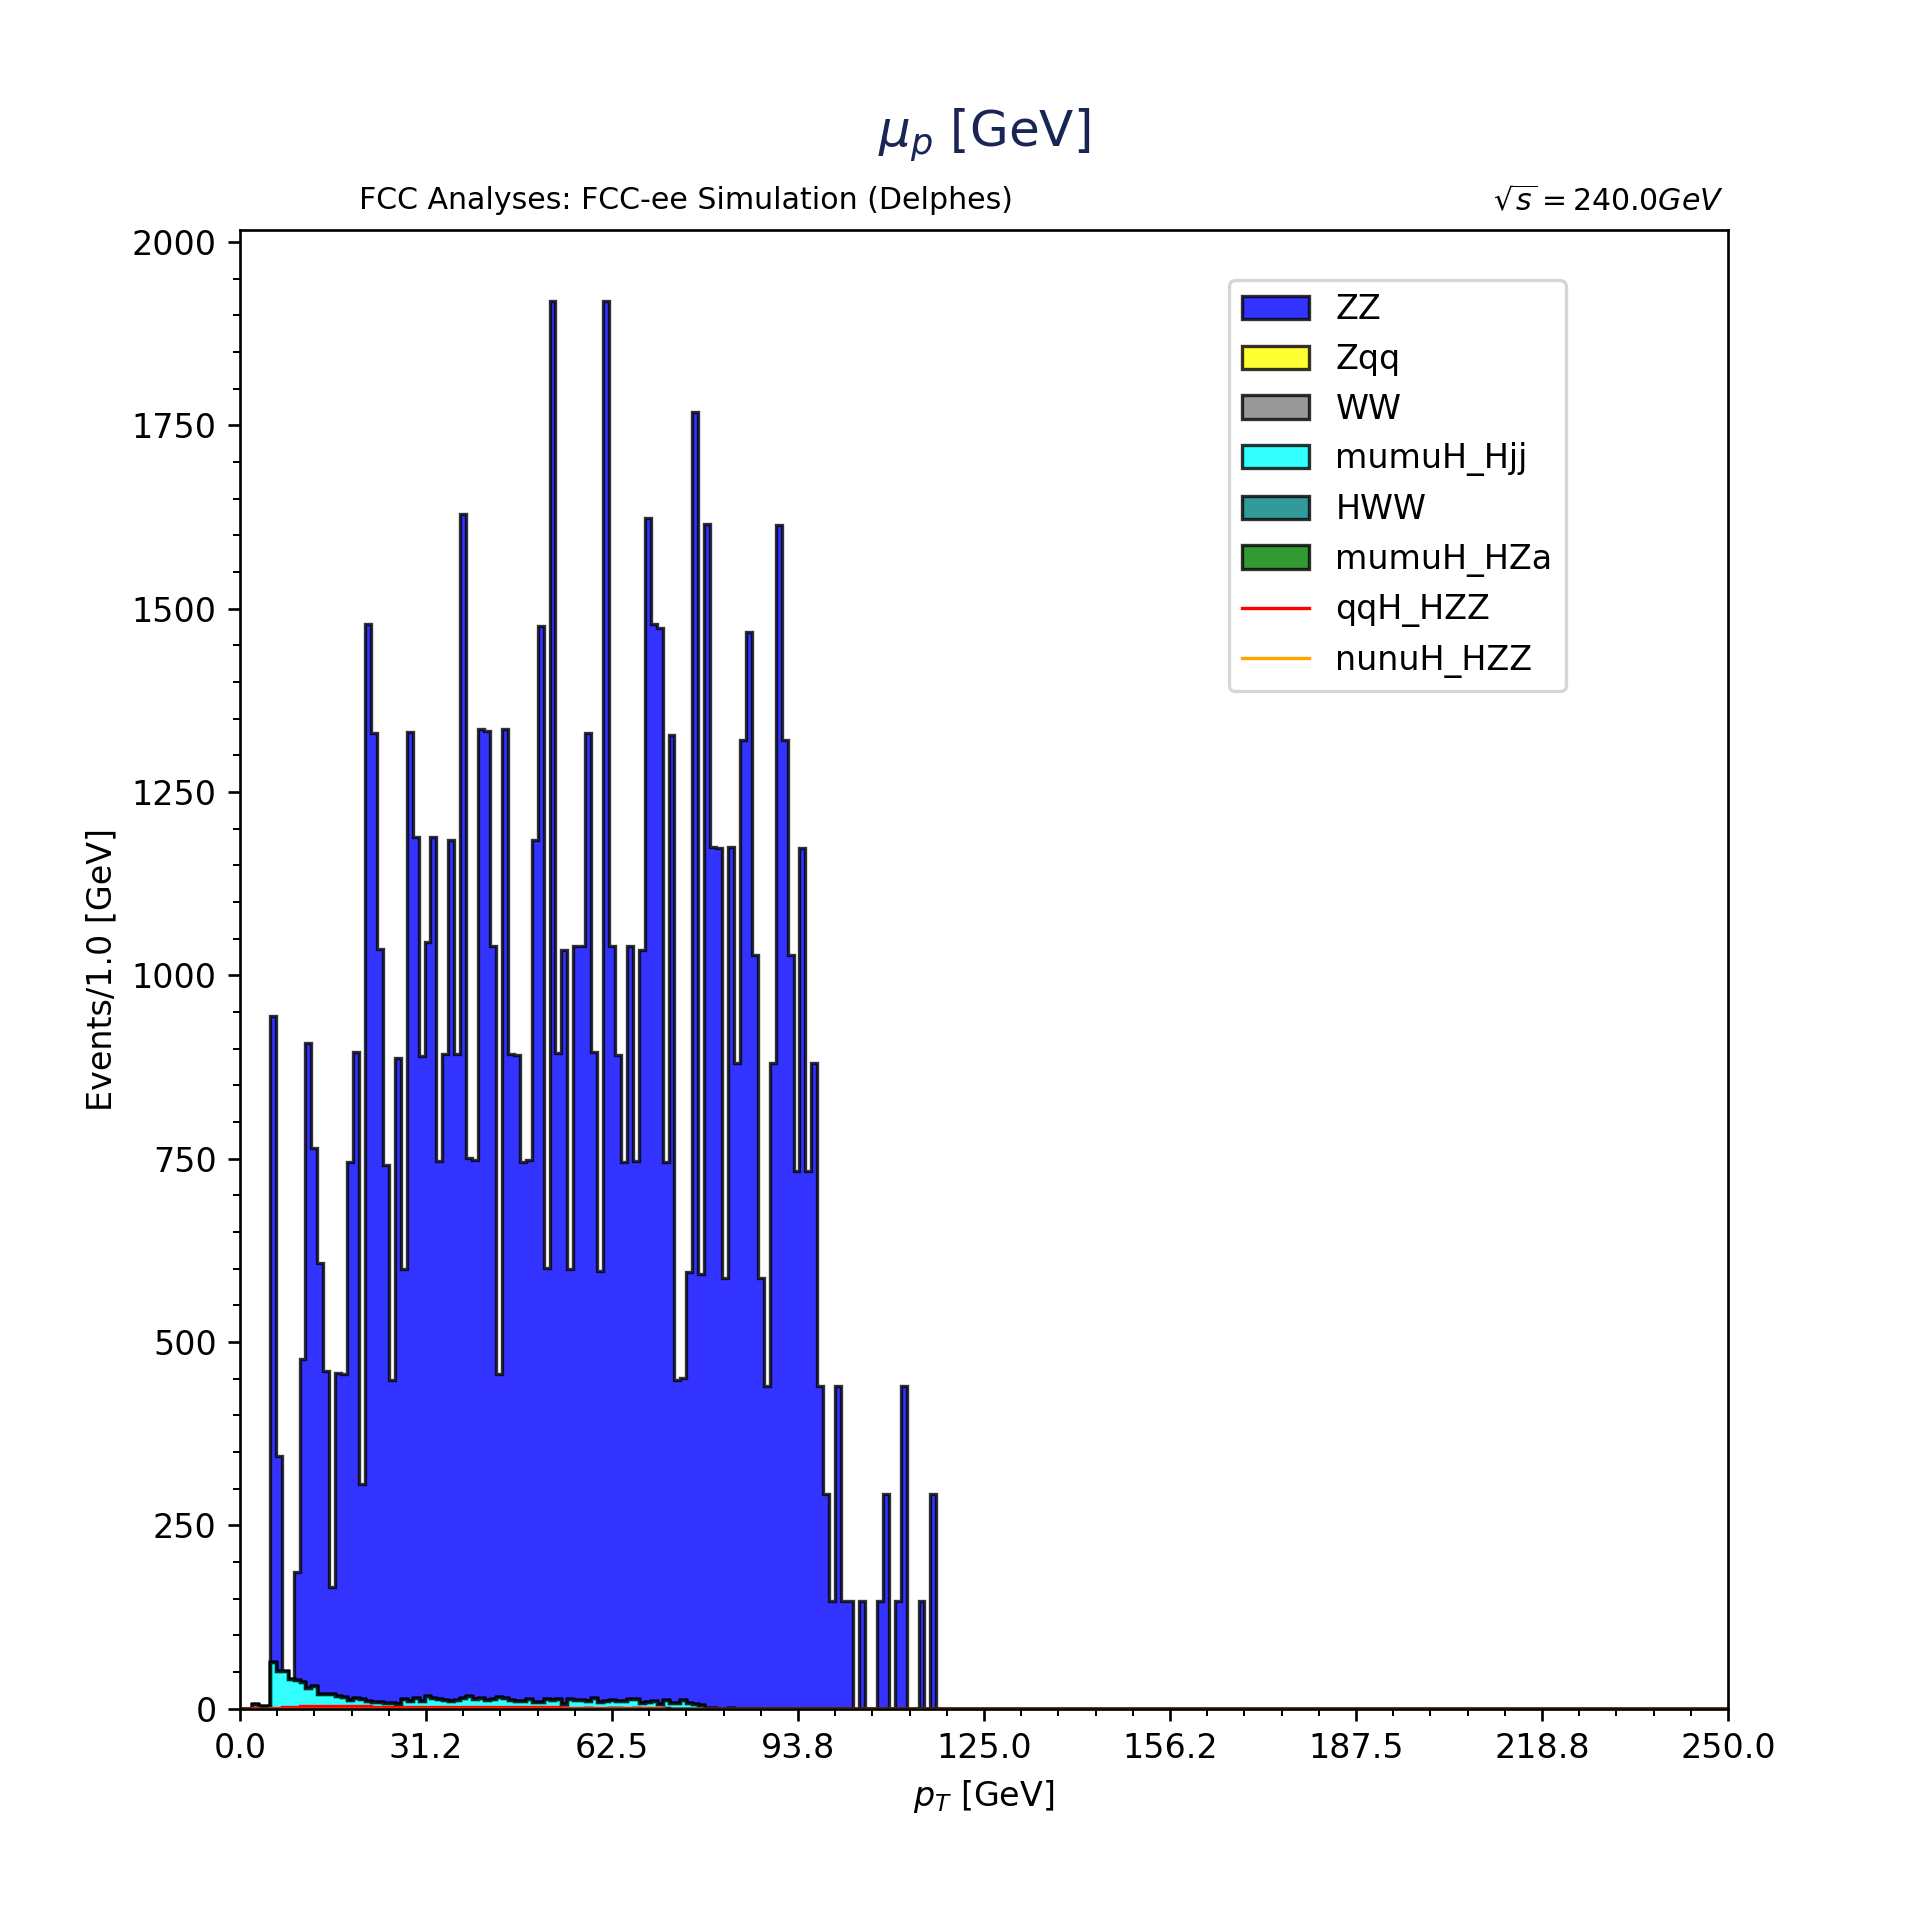 μp [GeV]
FCC Analyses: FCC-ee Simulation (Delphes)
√s = 240.0GeV
2000
1750
1500
1250
1000
750
500
250
0
Events/1.0 [GeV]
ZZ
Zqq
WW
mumuH_Hjj
HWW
mumuH_HZa
qqH_HZZ
nunuH_HZZ
0.0 31.2 62.5 93.8 125.0 156.2 187.5 218.8 250.0
pT [GeV]